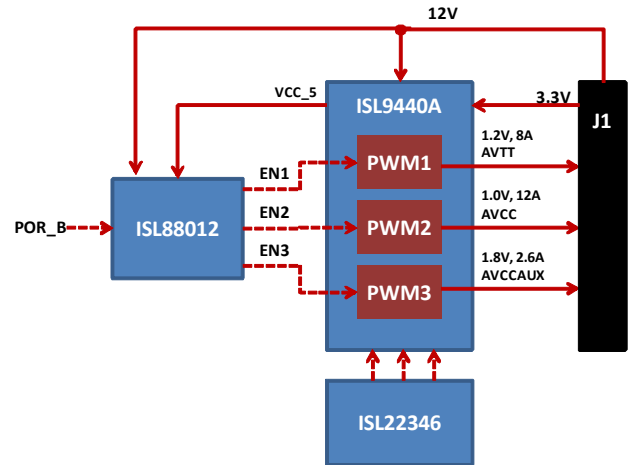 12V
VCC_5
ISL9440A
3.3V
J1
1.2V, 8A
AVTT
EN1
PWM1
POR_B
ISL88012
EN2
PWM2
1.0V, 12A
AVCC
EN3
PWM3
1.8V, 2.6A
AVCCAUX
ISL22346